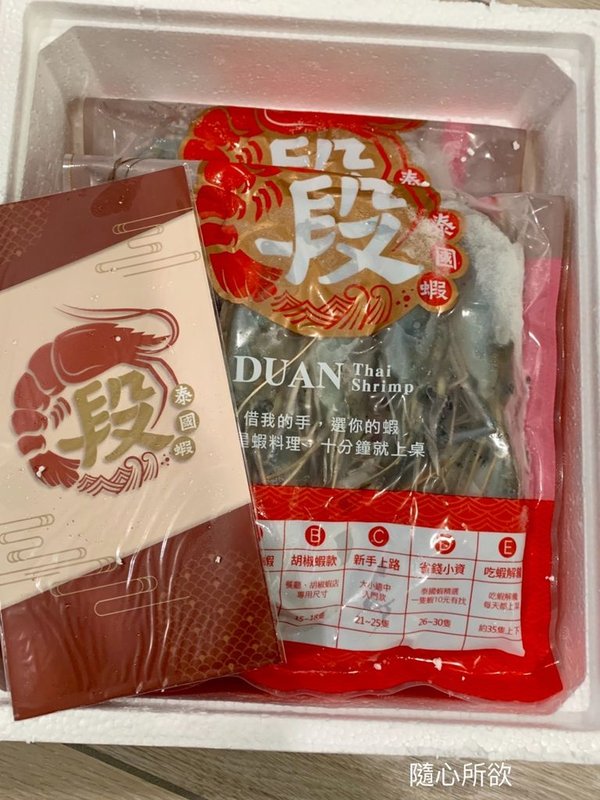 段
泰
段
泰國蝦
段
泰國蝦
DUAN Thai Shrimp
借我的手，選你的蝦
蝦料理，十分鐘就上桌
B
C
E
胡椒蝦款
新手上路
省錢小資
吃蝦解
餐廳、胡椒蝦店
專用尺寸
大小適中
入門款
泰國蝦精選
一隻蝦10元有找
吃蝦解
每天都上
15~18隻
21~25隻
26~30隻
約35隻上下
隨心所欲